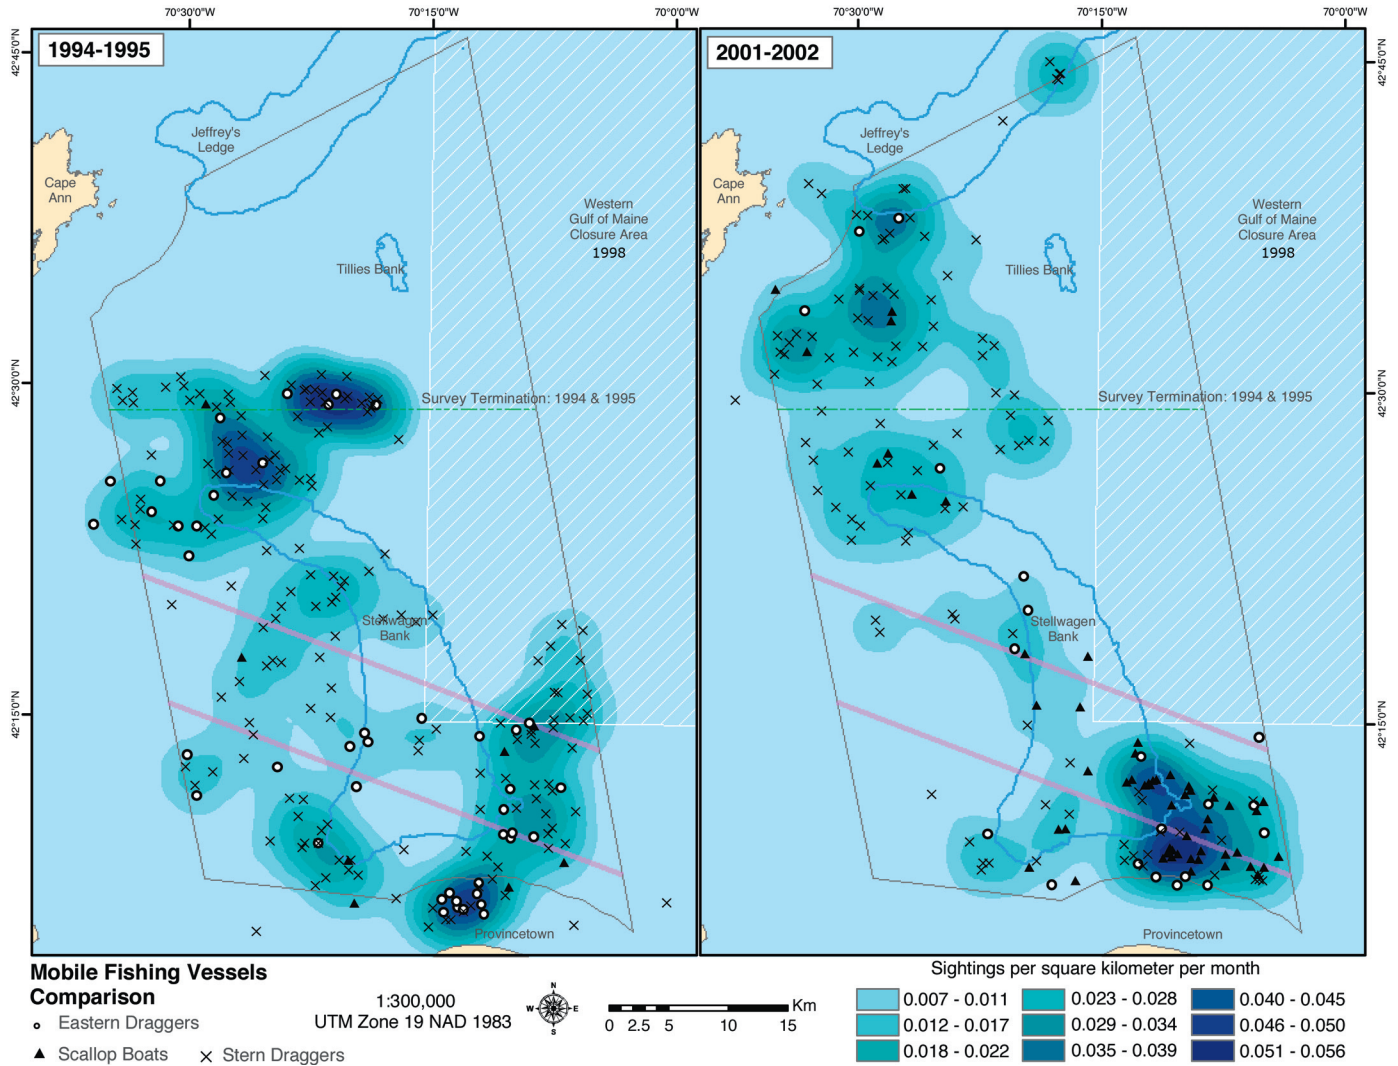 70°30'0"W 70°15'0"W 70°0'0"W 70°30'0"W 70°15'0"W 70°0'0"W
1994-1995
2001-2002
42°45'0"N
42°45'0"N
Jeffrey's
Ledge
Jeffrey's
Ledge
Cape
Ann
Cape
Ann
Western
Gulf of Maine
Closure Area
1998
Western
Gulf of Maine
Closure Area
1998
Tillies Bank
Tillies Bank
42°30'0"N
42°30'0"N
Survey Termination: 1994 & 1995
Survey Termination: 1994 & 1995
Stellwagen
Bank
Stellwagen
Bank
42°15'0"N
42°15'0"N
Provincetown
Provincetown
Mobile Fishing Vessels
Comparison
Eastern Draggers
Scallop Boats
Stern Draggers
1:300,000
UTM Zone 19 NAD 1983
N
W E
S
Km
0 2.5 5 10 15
Sightings per square kilometer per month
0.007 - 0.011 0.023 - 0.028 0.040 - 0.045
0.012 - 0.017 0.029 - 0.034 0.046 - 0.050
0.018 - 0.022 0.035 - 0.039 0.051 - 0.056